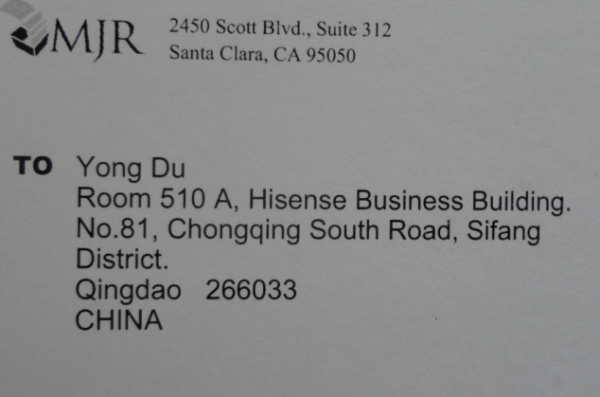 MJR
2450 Scott Blvd., Suite 312
Santa Clara, CA 95050
TO Yong Du
Room 510 A, Hisense Business Building.
No.81, Chongqing South Road, Sifang
District.
Qingdao 266033
CHINA